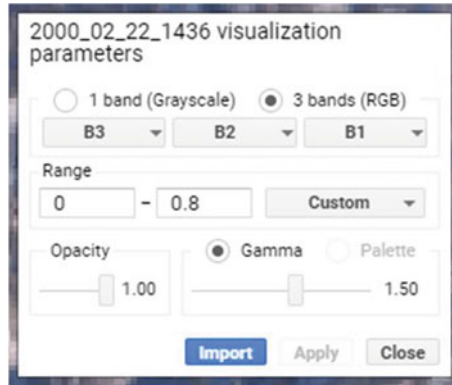 2000_02_22_1436 visualization
parameters
1 band (Grayscale) 3 bands (RGB)
B3 B2 B1
Range
0 – 0.8 Custom
Opacity Gamma Palette
1.00 1.50
Import Apply Close